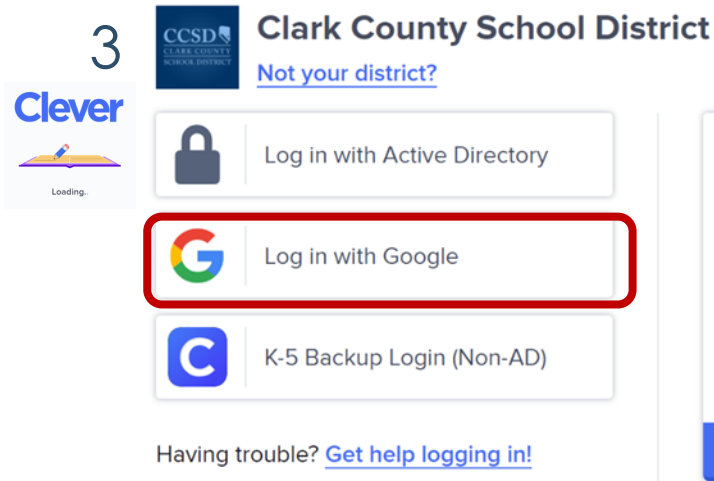 3
CCSD
CLARK COUNTY
SCHOOL DISTRICT
Clark County School District
Not your district?
Clever
Loading..
Log in with Active Directory
G
Log in with Google
C
K-5 Backup Login (Non-AD)
Having trouble? Get help logging in!